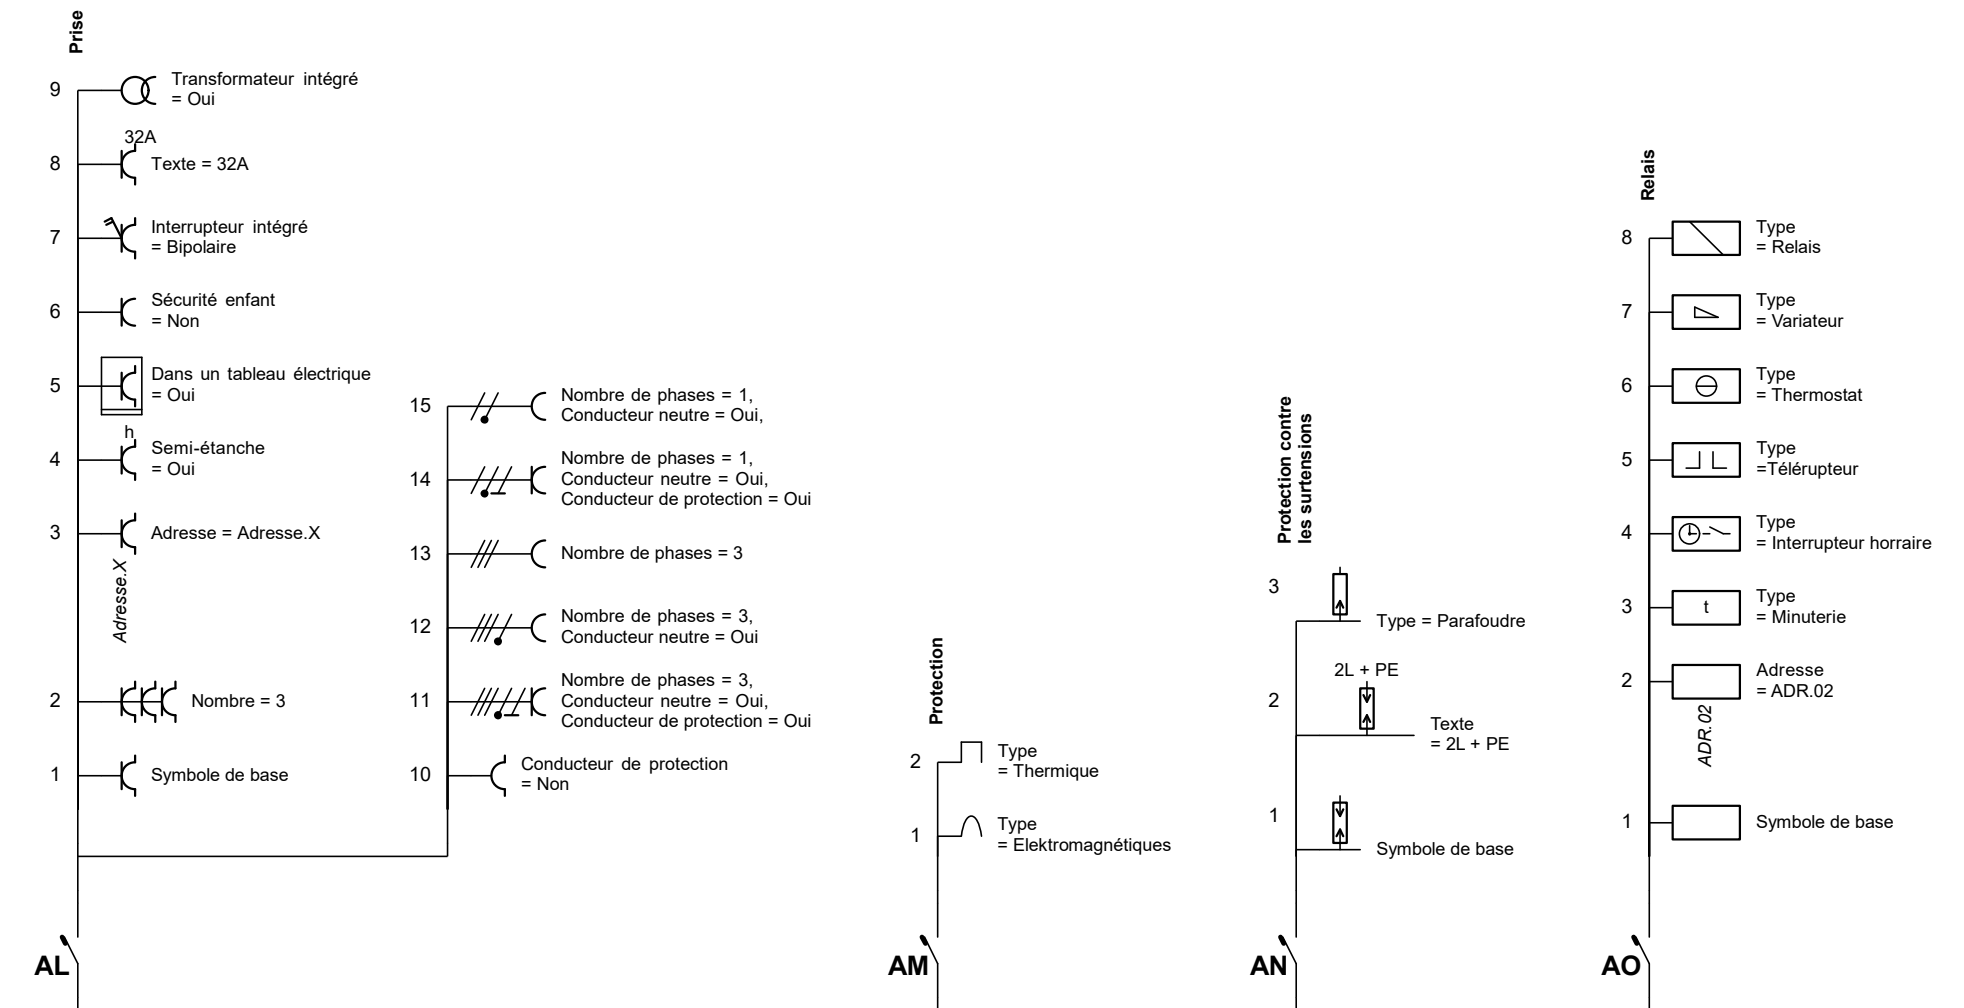 Prise
9
Transformateur intégré
= Oui
32A
8
Texte = 32A
7
Interrupteur intégré
= Bipolaire
6
Sécurité enfant
= Non
5
Dans un tableau électrique
= Oui
h
4
Semi-étanche
= Oui
3
Adresse = Adresse.X
Adresse.X
2
Nombre = 3
1
Symbole de base
15
Nombre de phases = 1,
Conducteur neutre = Oui,
14
Nombre de phases = 1,
Conducteur neutre = Oui,
Conducteur de protection = Oui
13
Nombre de phases = 3
12
Nombre de phases = 3,
Conducteur neutre = Oui
11
Nombre de phases = 3,
Conducteur neutre = Oui,
Conducteur de protection = Oui
10
Conducteur de protection
= Non
AL
Protection
2
Type
= Thermique
1
Type
= Elektromagnétiques
AM
Protection contre
les surtensions
3
Type = Parafoudre
2L + PE
2
Texte
= 2L + PE
1
Symbole de base
AN
Relais
8
Type
= Relais
7
Type
= Variateur
6
Type
= Thermostat
5
Type
=Télérupteur
4
Type
= Interrupteur horraire
3
t
Type
= Minuterie
2
Adresse
= ADR.02
ADR.02
1
Symbole de base
AO